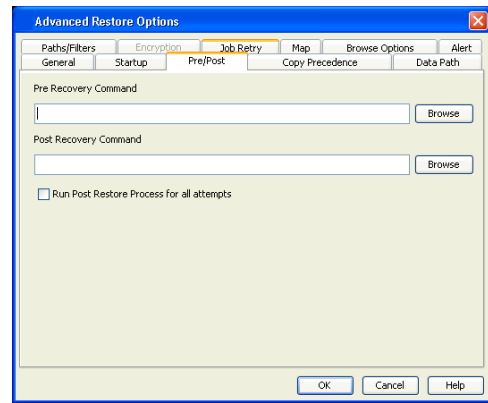 Advanced Restore Options
Paths/Filters Encryption Job Retry Map Browse Options Alert
General Startup Pre/Post Copy Precedence Data Path
Pre Recovery Command
Browse
Post Recovery Command
Browse
Run Post Restore Process for all attempts
OK Cancel Help